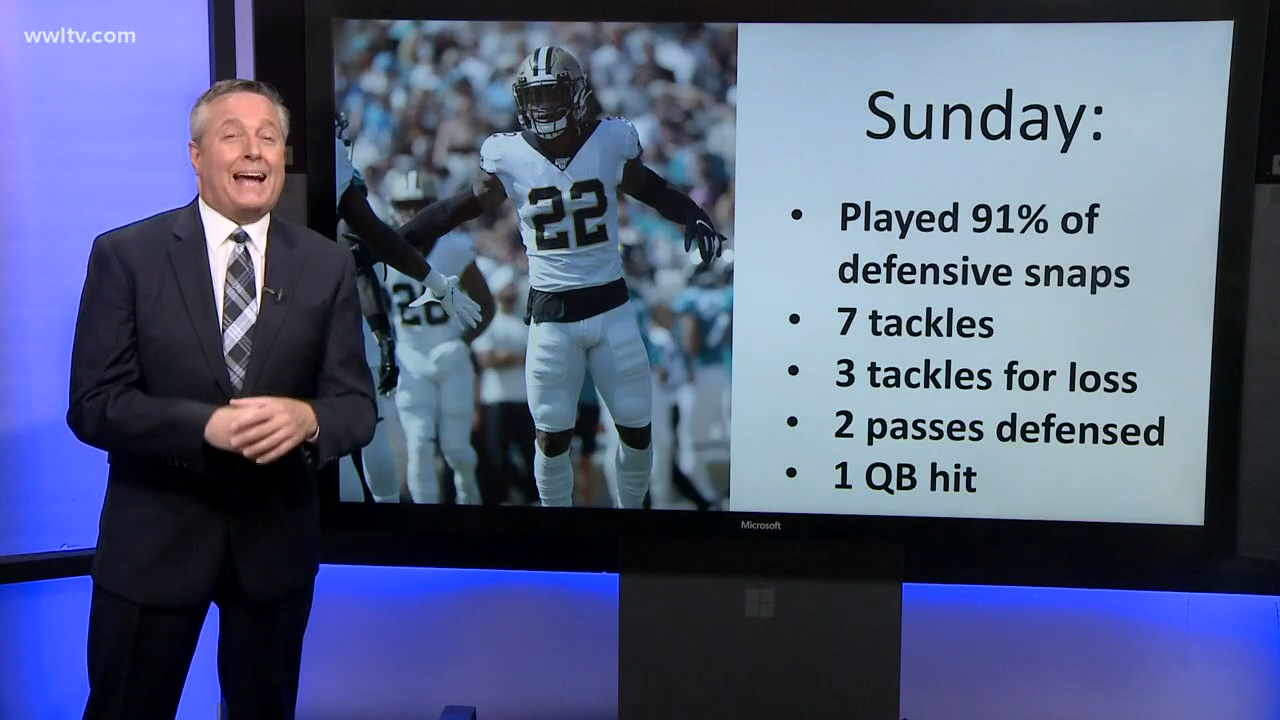 wwltv.com
22
28
Sunday:
• Played 91% of
defensive snaps
• 7 tackles
• 3 tackles for loss
• 2 passes defensed
• 1 QB hit
Microsoft